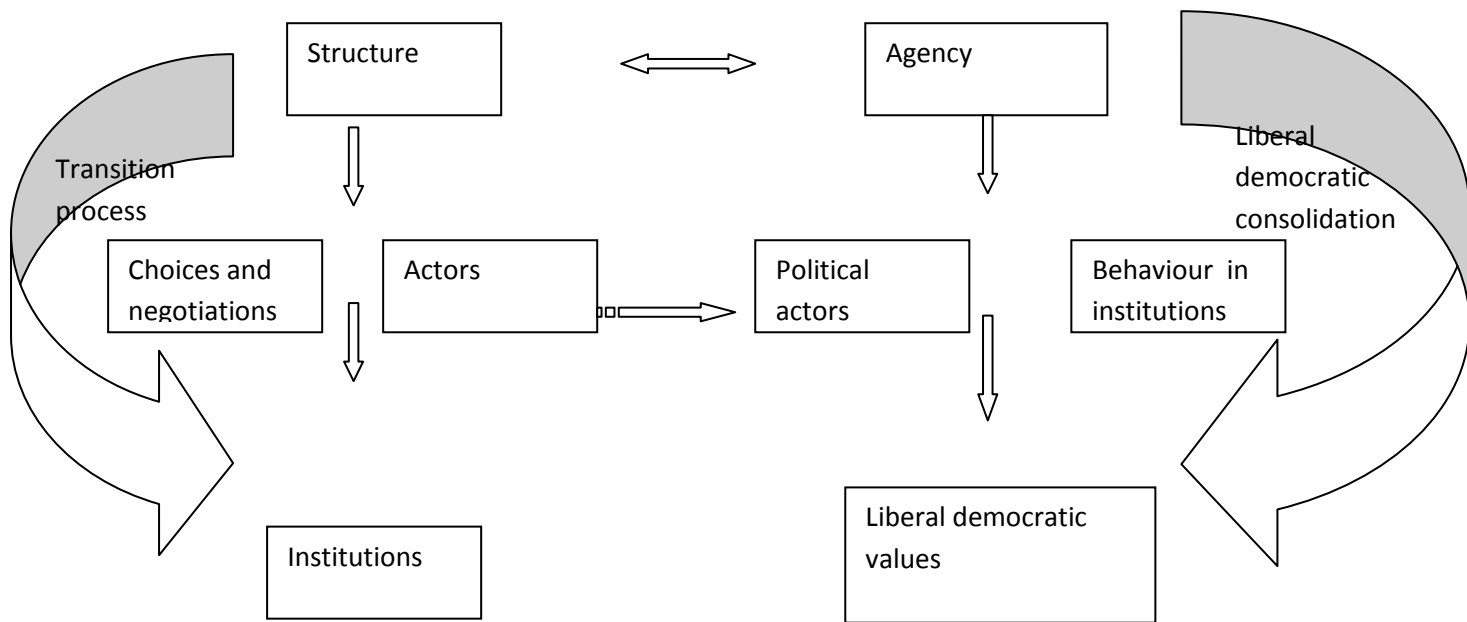 Structure
Agency
Transition
process
Liberal
democratic
consolidation
Choices and
negotiations
Actors
Political
actors
Behaviour in
institutions
Institutions
Liberal democratic
values